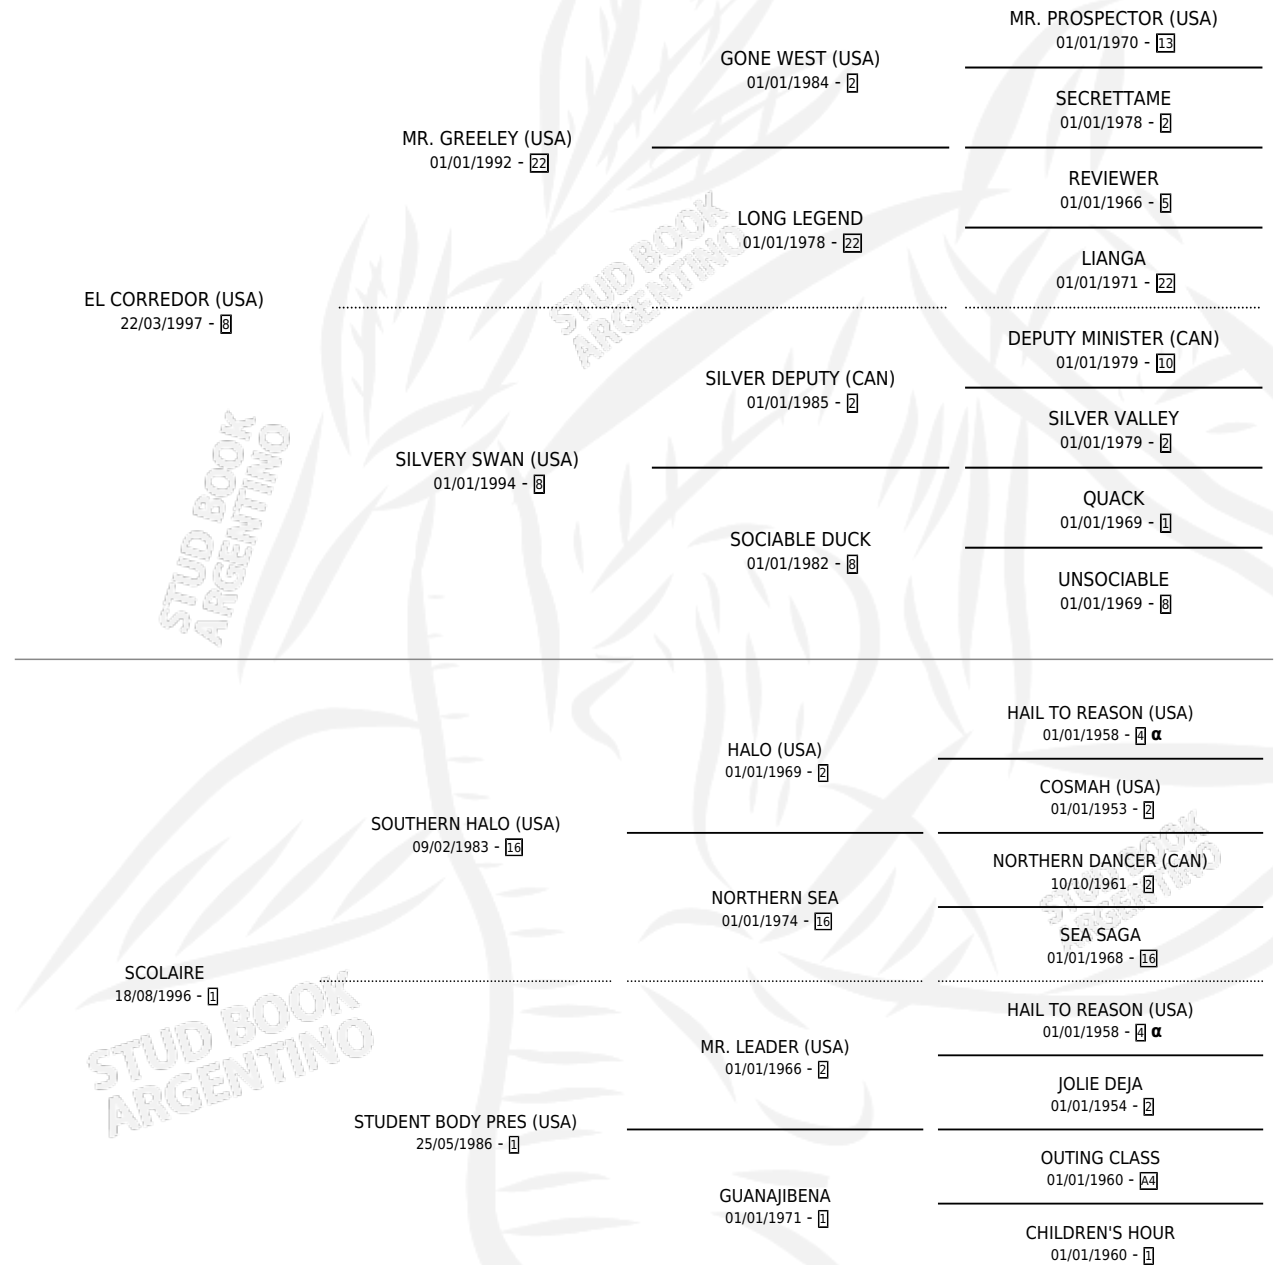 MR. PROSPECTOR (USA)
01/01/1970 - 13
GONE WEST (USA)
01/01/1984 - 2
SECRETTAME
01/01/1978 - 2
MR. GREELEY (USA)
01/01/1992 - 22
REVIEWER
01/01/1966 - 5
LONG LEGEND
01/01/1978 - 22
LIANGA
01/01/1971 - 22
EL CORREDOR (USA)
22/03/1997 - 8
DEPUTY MINISTER (CAN)
01/01/1979 - 10
SILVER DEPUTY (CAN)
01/01/1985 - 2
SILVER VALLEY
01/01/1979 - 2
SILVERY SWAN (USA)
01/01/1994 - 8
QUACK
01/01/1969 - 1
SOCIABLE DUCK
01/01/1982 - 8
UNSOCIABLE
01/01/1969 - 8
HAIL TO REASON (USA)
01/01/1958 - 4 α
HALO (USA)
01/01/1969 - 2
COSMAH (USA)
01/01/1953 - 2
SOUTHERN HALO (USA)
09/02/1983 - 16
NORTHERN DANCER (CAN)
10/10/1961 - 2
NORTHERN SEA
01/01/1974 - 16
SEA SAGA
01/01/1968 - 16
SCOLAIRE
18/08/1996 - 1
HAIL TO REASON (USA)
01/01/1958 - 4 α
MR. LEADER (USA)
01/01/1966 - 2
JOLIE DEJA
01/01/1954 - 2
STUDENT BODY PRES (USA)
25/05/1986 - 1
OUTING CLASS
01/01/1960 - A4
GUANAJIBENA
01/01/1971 - 1
CHILDREN'S HOUR
01/01/1960 - 1
STUD BOOK
ARGENTINO
STUD BOOK
ARGENTINO
STUD BOOK
ARGENTINO
STUD BOOK
ARGENTINO